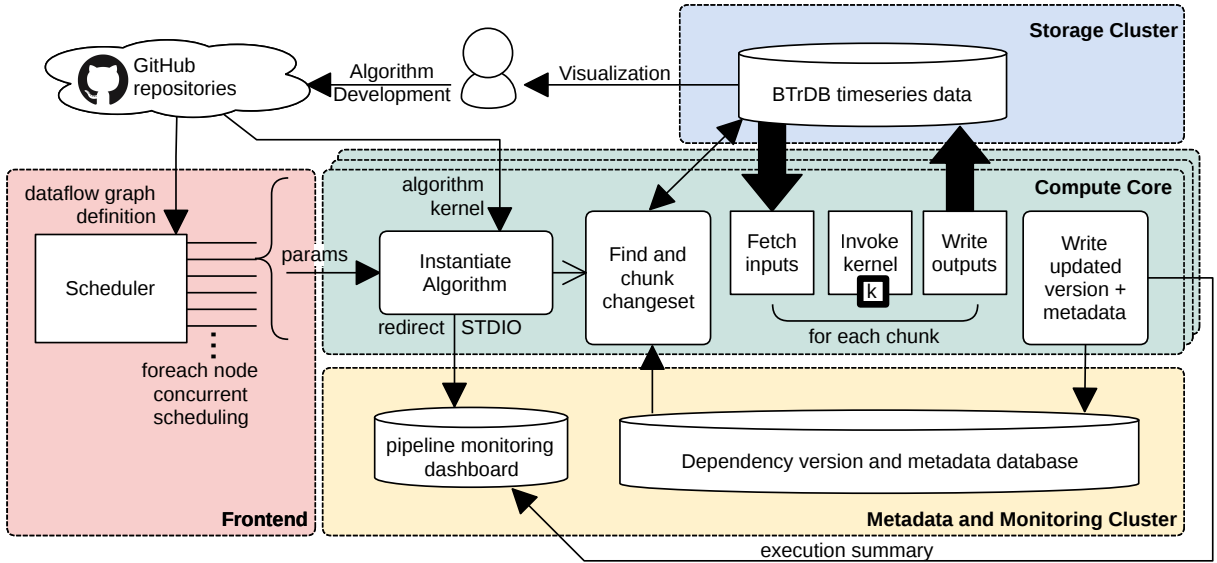 Storage Cluster
GitHub
repositories
Algorithm
Development
Visualization
BTrDB timeseries data
dataflow graph
definition
algorithm
kernel
Compute Core
Scheduler
params
Instantiate
Algorithm
Find and
chunk
changeset
Fetch
inputs
Invoke
kernel
k
Write
outputs
Write
updated
version +
metadata
for each chunk
redirect STDIO
foreach node
concurrent
scheduling
pipeline monitoring
dashboard
Dependency version and metadata database
Frontend
Metadata and Monitoring Cluster
execution summary